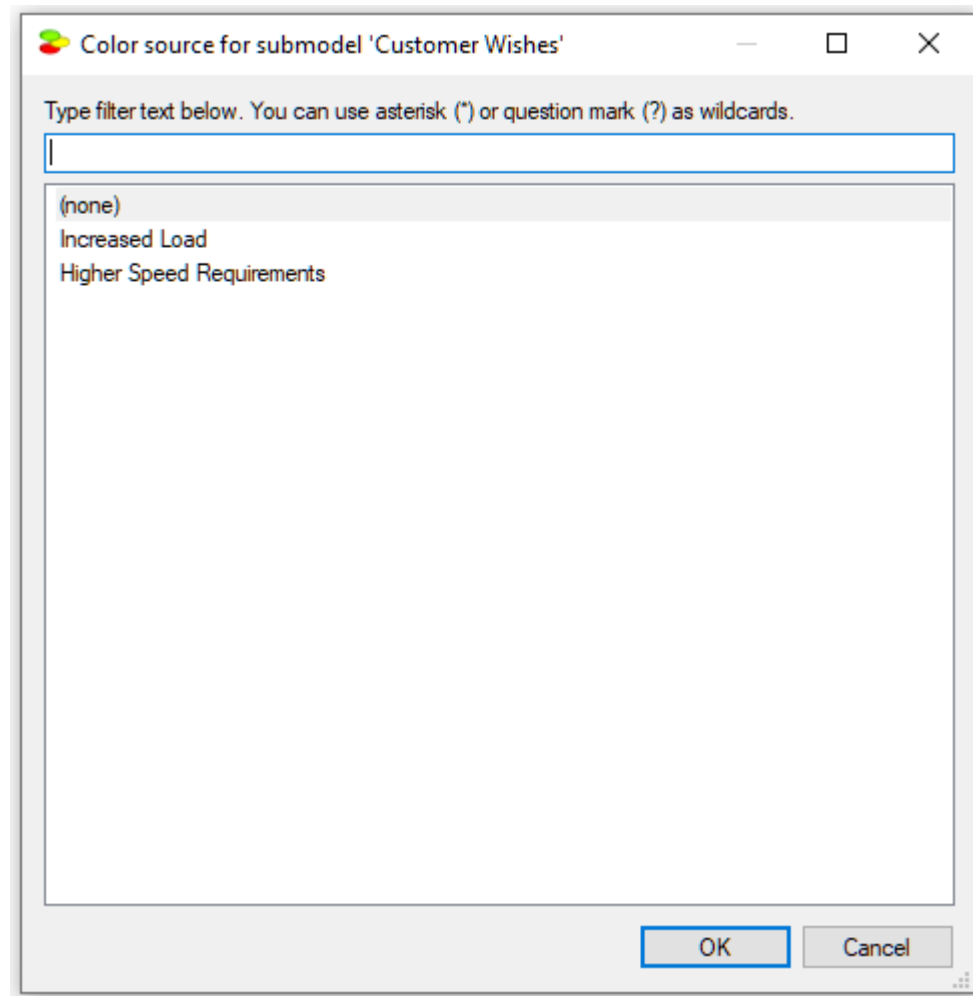 Color source for submodel 'Customer Wishes'
Type filter text below. You can use asterisk (*) or question mark (?) as wildcards.
(none)
Increased Load
Higher Speed Requirements
OK Cancel